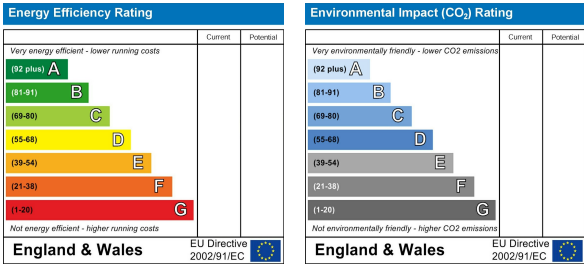 Energy Efficiency Rating
Current Potential
Very energy efficient - lower running costs
(92 plus) A
(81-91) B
(69-80) C
(55-68) D
(39-54) E
(21-38) F
(1-20) G
Not energy efficient - higher running costs
England & Wales
EU Directive
2002/91/EC
Environmental Impact (CO₂) Rating
Current Potential
Very environmentally friendly - lower CO2 emissions
(92 plus) A
(81-91) B
(69-80) C
(55-68) D
(39-54) E
(21-38) F
(1-20) G
Not environmentally friendly - higher CO2 emissions
England & Wales
EU Directive
2002/91/EC